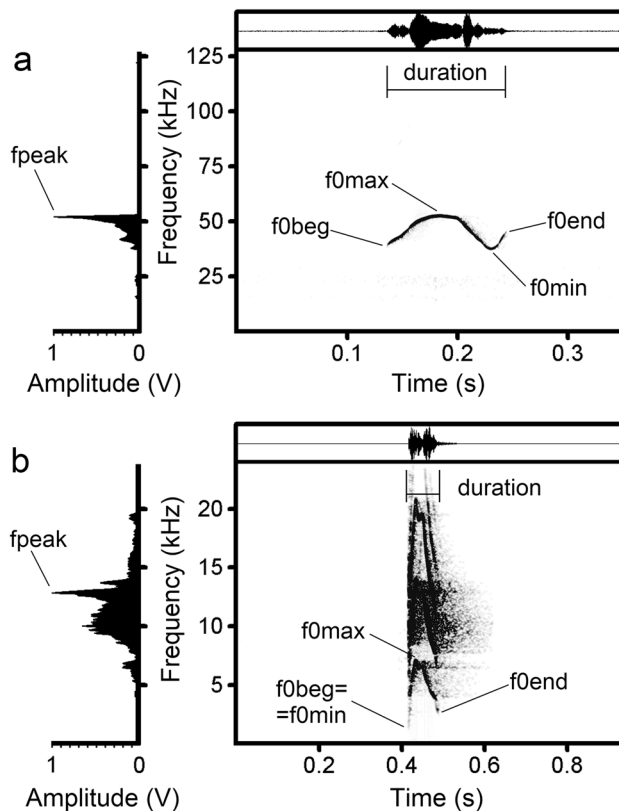 a
125
100
75
50
25
Frequency (kHz)
duration
fpeak
f0max
f0beg
f0end
f0min
1
0
Amplitude (V)
0.1
0.2
0.3
Time (s)
b
20
15
10
5
Frequency (kHz)
duration
fpeak
f0max
f0beg=
=f0min
f0end
1
0
Amplitude (V)
0.2
0.4
0.6
0.8
Time (s)